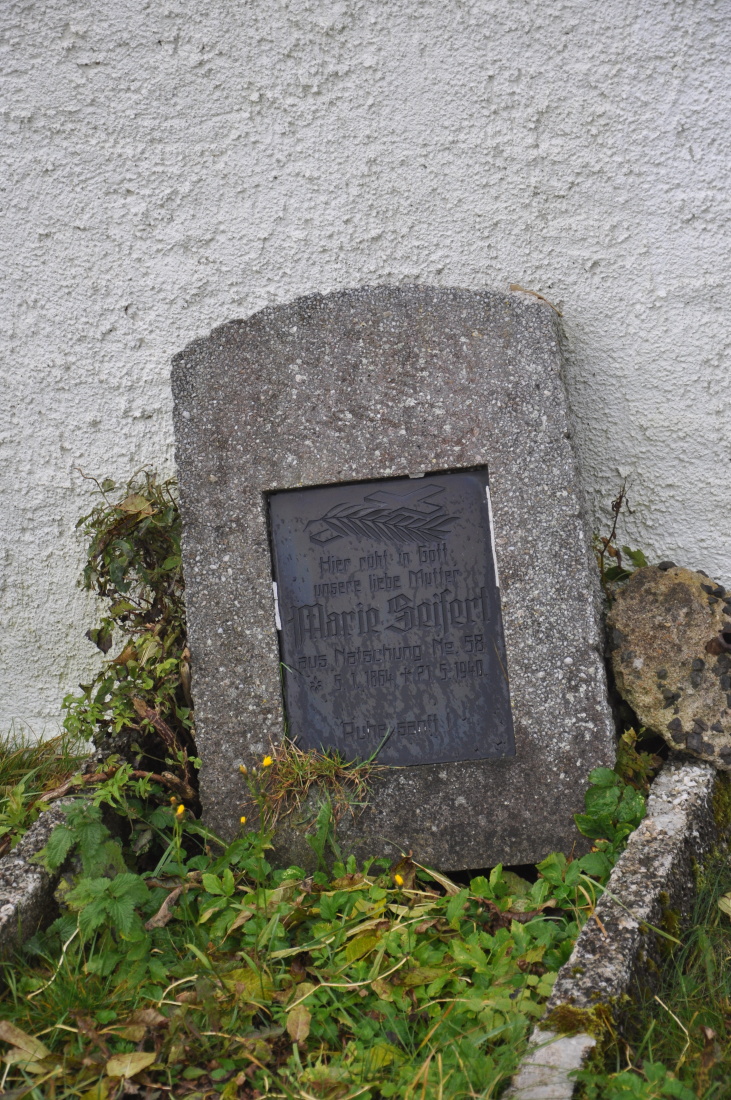 Hier ruht in Gott
unsere liebe Mutter
Marie Seifert
aus Natschung Nr. 58
* 5.1.1864 + 21.5.1940.
Ruhe sanft